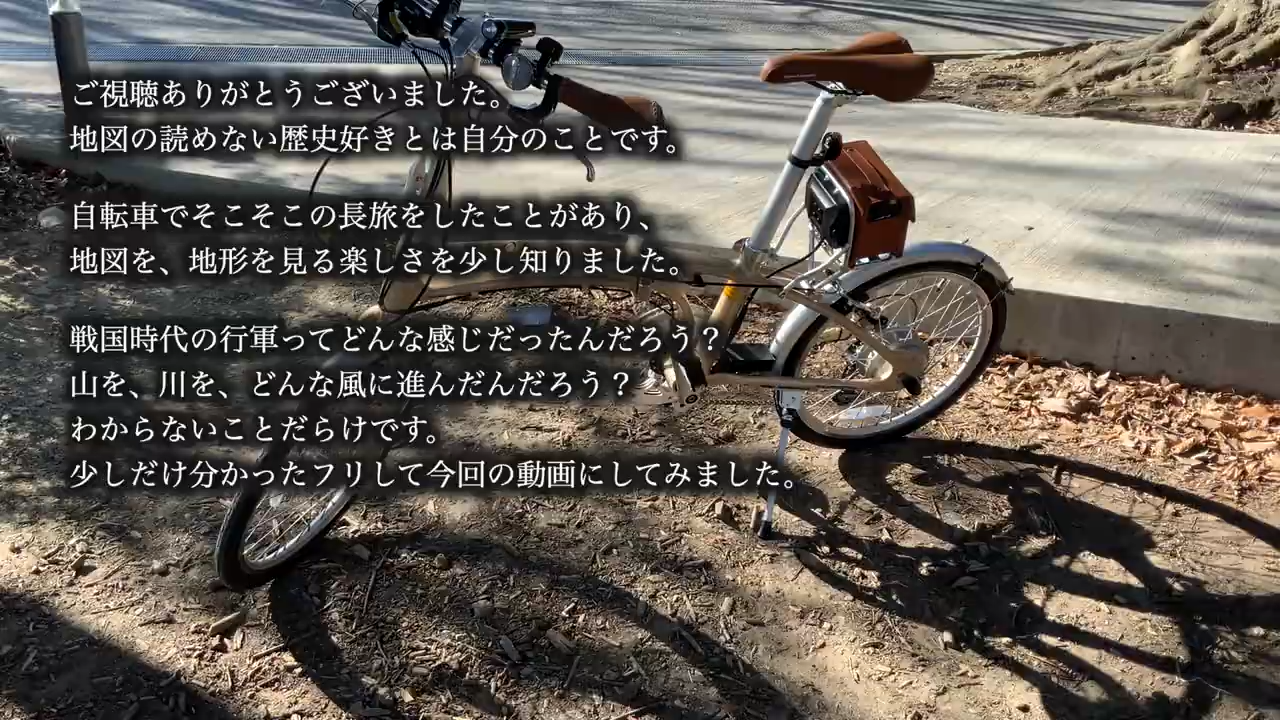 ご視聴ありがとうございました。
地図の読めない歴史好きとは自分のことです。
自転車でそこそこの長旅をしたことがあり、
地図を、地形を見る楽しさを少し知りました。
戦国時代の行軍ってどんな感じだったんだろう？
山を、川を、どんな風に進んだんだろう？
わからないことだらけです。
少しだけ分かったフリして今回の動画にしてみました。